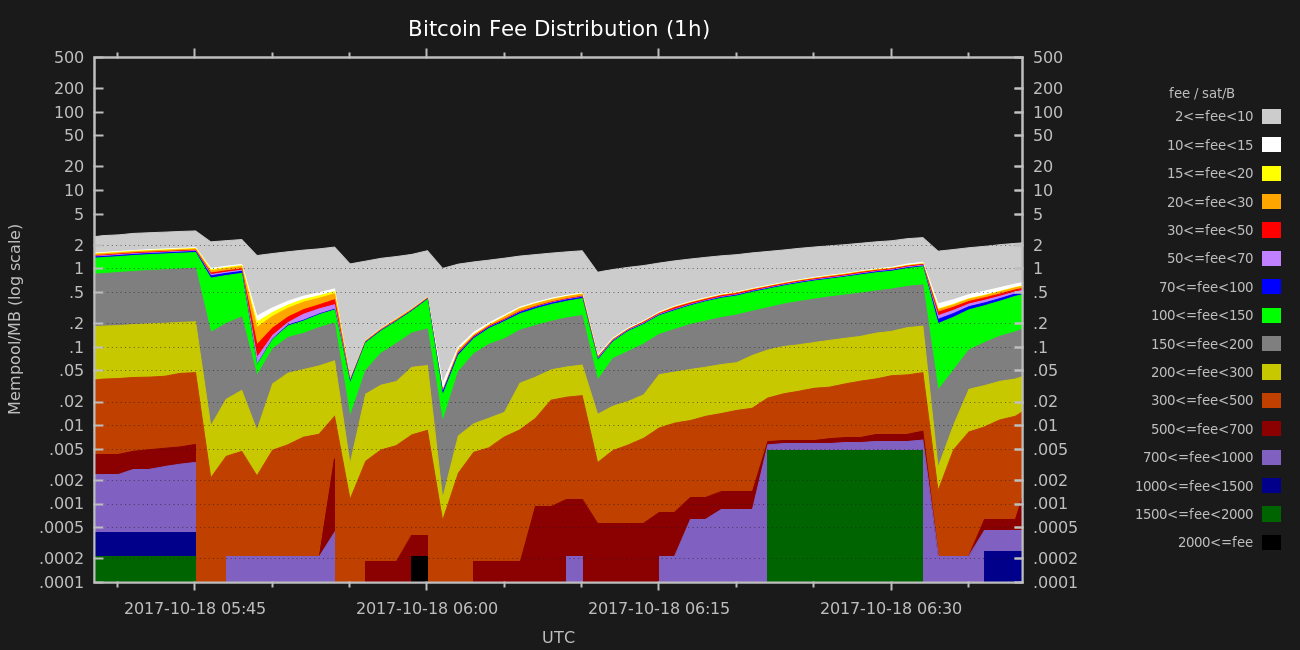 Bitcoin Fee Distribution (1h)
500
200
100
50
20
10
5
2
1
.5
.2
.1
.05
.02
.01
.005
.002
.001
.0005
.0002
.0001
Mempool/MB (log scale)
500
200
100
50
20
10
5
2
1
.5
.2
.1
.05
.02
.01
.005
.002
.001
.0005
.0002
.0001
2017-10-18 05:45
2017-10-18 06:00
2017-10-18 06:15
2017-10-18 06:30
UTC
fee / sat/B
2<=fee<10
10<=fee<15
15<=fee<20
20<=fee<30
30<=fee<50
50<=fee<70
70<=fee<100
100<=fee<150
150<=fee<200
200<=fee<300
300<=fee<500
500<=fee<700
700<=fee<1000
1000<=fee<1500
1500<=fee<2000
2000<=fee